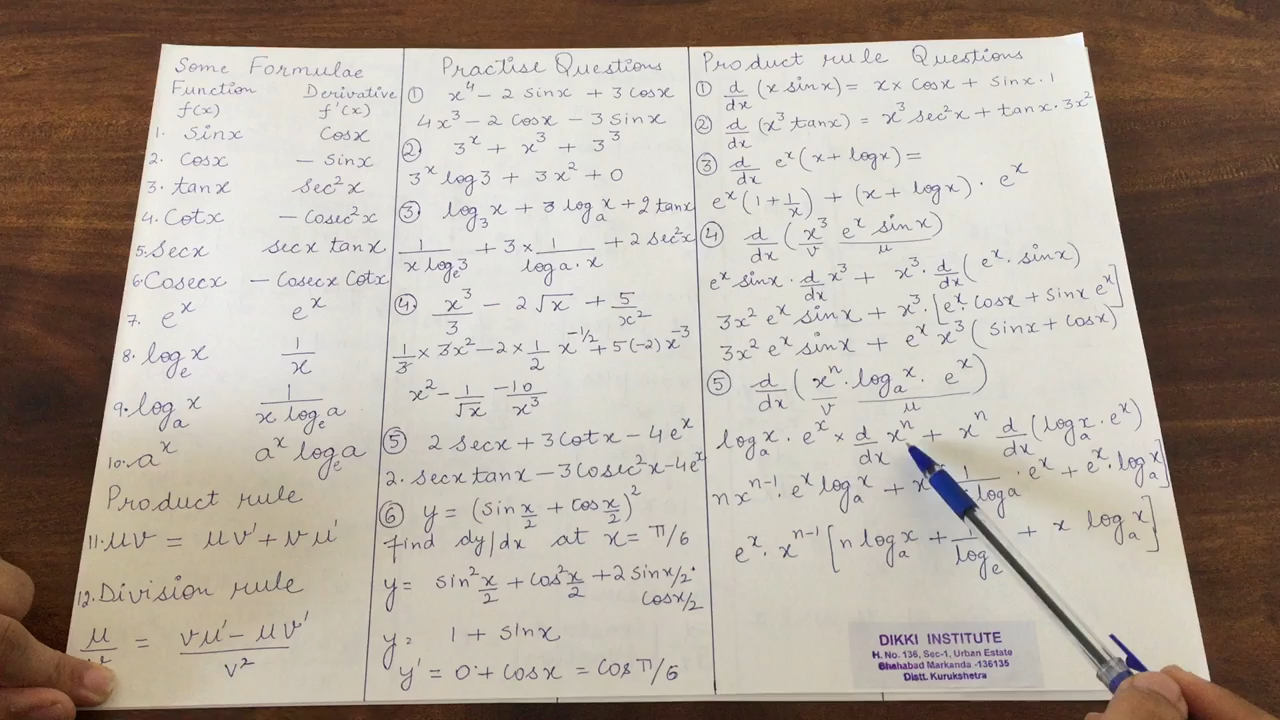 Some Formulae
Function Derivative
f(x) f'(x)
1. Sinx Cosx
2. Cosx − sinx
3. tanx sec²x
4. Cotx − Cosec²x
5. Secx secx tanx
6. Cosecx − Cosecx Cotx
7. eˣ eˣ
8. logₑx 1/x
9. logₐx 1/(x logₑa)
10. aˣ aˣ logₑa
Product rule
11. uv = uv' + vu'
12. Division rule
u/v = (vu' − uv')/v²
Practise Questions
① x⁴ − 2 sinx + 3 cosx
4x³ − 2 Cosx − 3 Sinx
② 3ˣ + x³ + 3³
3ˣ log3 + 3x² + 0
③ log₃x + 3 logₐx + 2 tanx
1/(x logₑ3) + 3 × 1/(log a · x) + 2 sec²x
④ x³/3 − 2√x + 5/x²
1/3 × 3x² − 2 × 1/2 x^(−1/2) + 5(−2)x⁻³
x² − 1/√x −10/x³
⑤ 2 secx + 3 cotx − 4eˣ
2. secx tanx − 3 Cosec²x − 4eˣ
⑥ y = (Sin x/2 + Cos x/2)²
Find dy/dx at x = π/6
y= sin² x/2 + cos² x/2 + 2 sinx/2 ·
cosx/2
y= 1 + sinx
y' = 0 + Cosx = Cos π/6
Product rule Questions
① d/dx (x sinx) = x × Cosx + Sinx · 1
② d/dx (x³ tanx) = x³ sec²x + tanx · 3x²
③ d/dx eˣ(x + logx) =
eˣ(1 + 1/x) + (x + logx) · eˣ
④ d/dx (x³ eˣ sinx)
v u
eˣ sinx · d/dx x³ + x³ · d/dx (eˣ · sinx)
3x² eˣ sinx + x³ · [eˣ · Cosx + Sinx eˣ]
3x² eˣ sinx + eˣ x³ (Sinx + Cosx)
⑤ d/dx (xⁿ · logₐx · eˣ)
v u
logₐx · eˣ × d/dx xⁿ + xⁿ d/dx (logₐx · eˣ)
n xⁿ⁻¹ · eˣ logₐx + log a · eˣ + eˣ · logₐx]
eˣ · xⁿ⁻¹ [n logₐx + 1/logₑ + x logₐx]
DIKKI INSTITUTE
H. No. 136, Sec-1, Urban Estate
Shahabad Markanda -136135
Distt. Kurukshetra